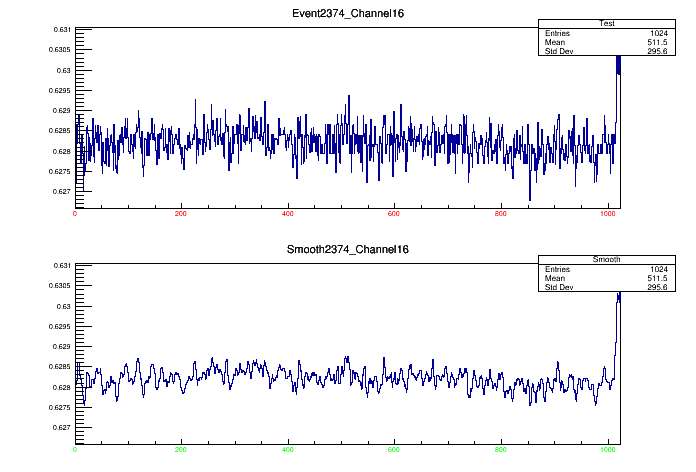 Event2374_Channel16
Test
Entries 1024
Mean 511.5
Std Dev 295.6
0.631
0.6305
0.63
0.6295
0.629
0.6285
0.628
0.6275
0.627
0 200 400 600 800 1000
Smooth2374_Channel16
Smooth
Entries 1024
Mean 511.5
Std Dev 295.6
0.631
0.6305
0.63
0.6295
0.629
0.6285
0.628
0.6275
0.627
0 200 400 600 800 1000